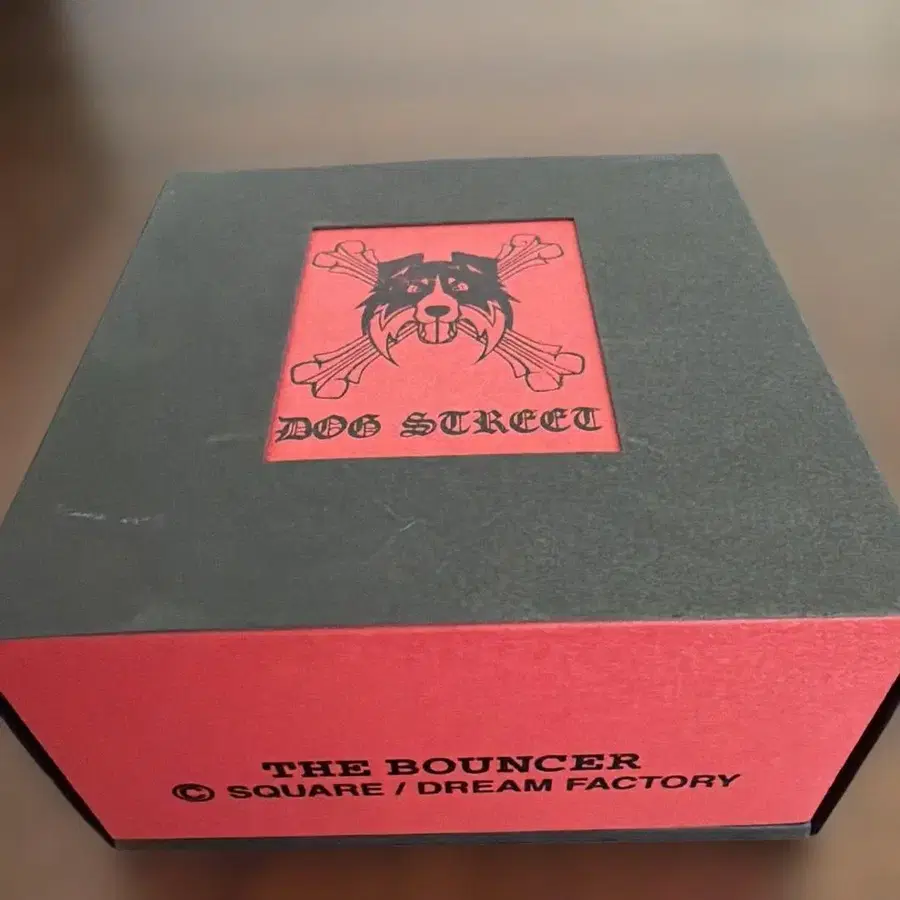 DOG STREET
THE BOUNCER
© SQUARE / DREAM FACTORY